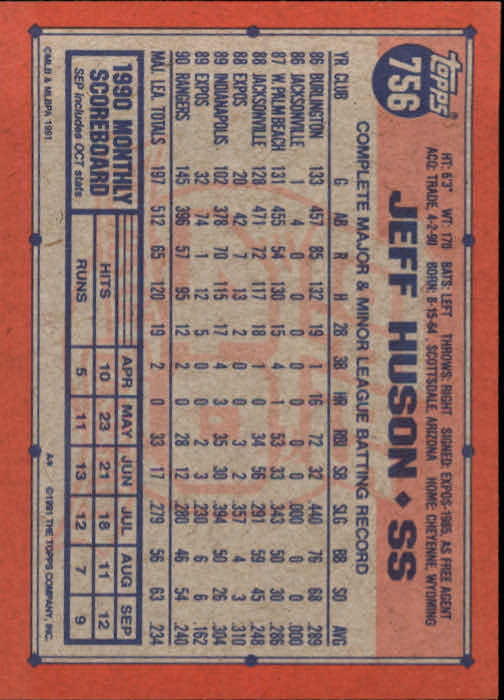 topps
756
JEFF HUSON ◆ SS
HT: 6'3" WT: 170 BATS: LEFT THROWS: RIGHT SIGNED: EXPOS-1985, AS FREE AGENT
ACQ: TRADE 4-2-90 BORN: 8-15-64, SCOTTSDALE, ARIZONA HOME: CHEYENNE, WYOMING
COMPLETE MAJOR & MINOR LEAGUE BATTING RECORD
YR CLUB G AB R H 2B 3B HR RBI SB SLG BB SO AVG
86 BURLINGTON 133 457 85 132 19 1 16 72 32 .440 76 68 .289
86 JACKSONVILLE 1 4 0 0 0 0 0 0 0 .000 0 0 .000
87 W. PALM BEACH 131 455 54 130 15 4 1 53 33 .343 50 30 .286
88 JACKSONVILLE 128 471 72 117 18 1 0 34 56 .291 59 45 .248
88 EXPOS 20 42 7 13 2 0 0 3 2 .357 4 3 .310
89 INDIANAPOLIS 102 378 70 115 17 4 3 35 30 .394 50 26 .304
89 EXPOS 32 74 1 12 5 0 0 2 3 .230 6 6 .162
90 RANGERS 145 396 57 95 12 2 0 28 12 .280 46 54 .240
MAJ. LEA. TOTALS 197 512 65 120 19 2 0 33 17 .279 56 63 .234
1990 MONTHLY SCOREBOARD
SEP includes OCT stats
APR MAY JUN JUL AUG SEP
HITS 10 23 21 18 11 12
RUNS 5 11 13 12 7 9
©MLB & MLBPA 1991
A* ©1991 THE TOPPS COMPANY, INC.